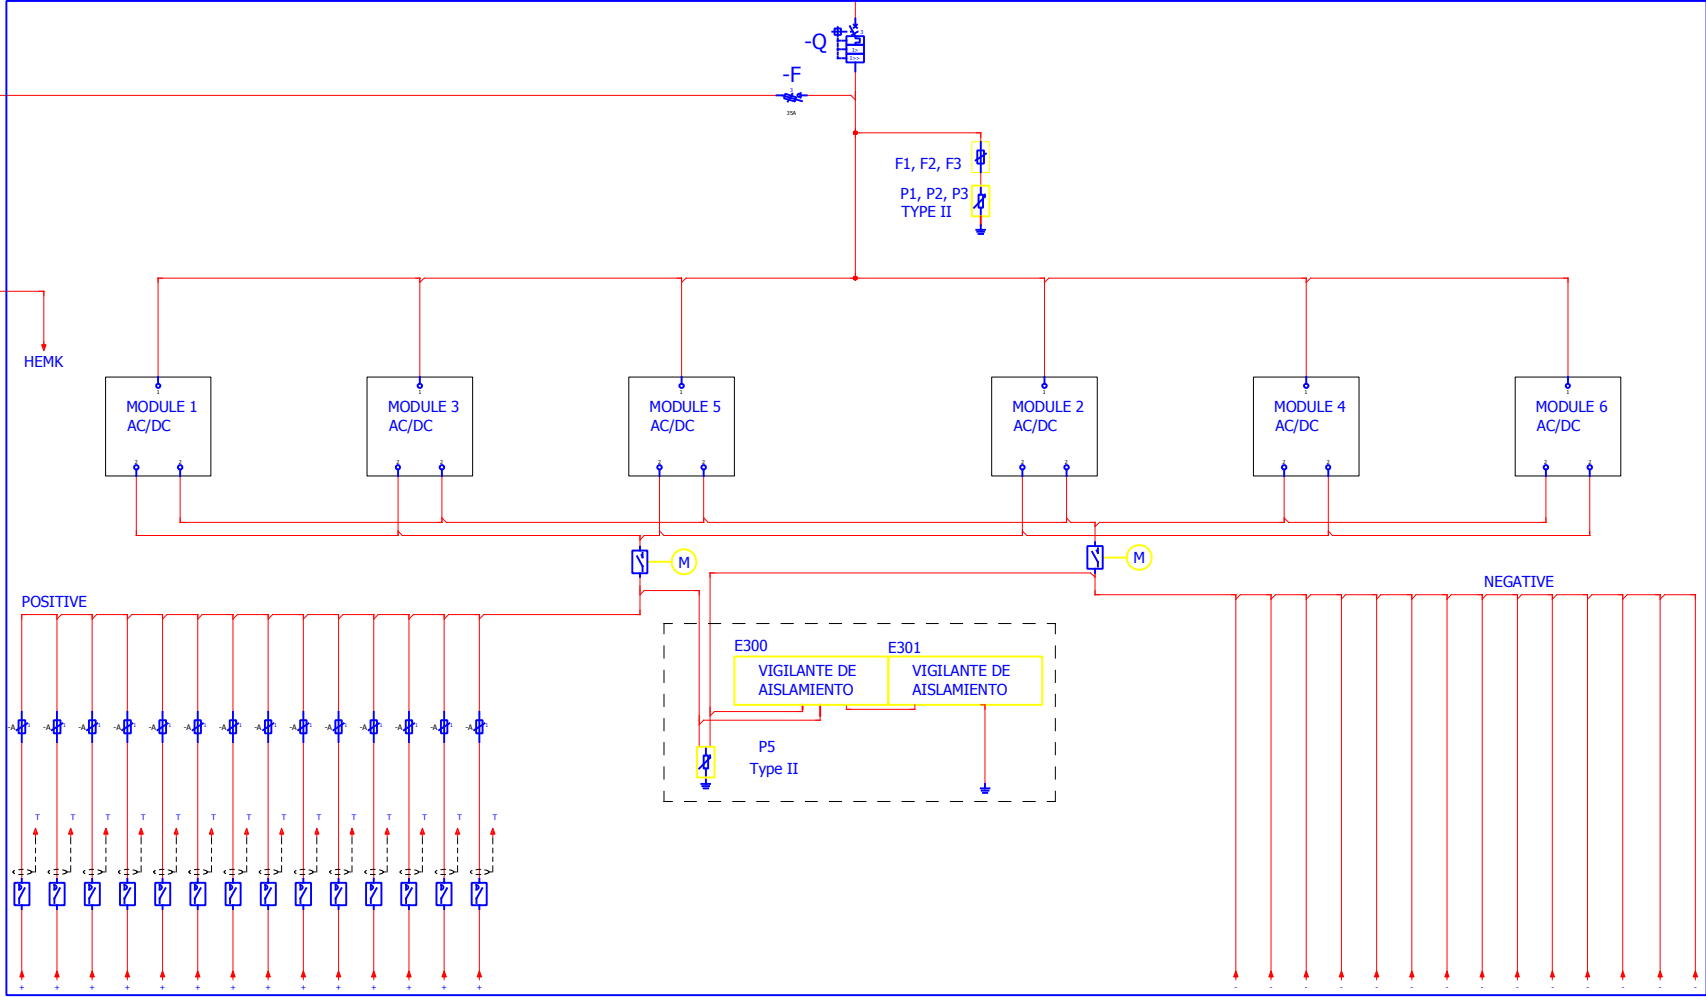 -Q
-F
35A
F1, F2, F3
P1, P2, P3
TYPE II
HEMK
MODULE 1
AC/DC
MODULE 3
AC/DC
MODULE 5
AC/DC
MODULE 2
AC/DC
MODULE 4
AC/DC
MODULE 6
AC/DC
M
M
POSITIVE
NEGATIVE
E300
E301
VIGILANTE DE
AISLAMIENTO
VIGILANTE DE
AISLAMIENTO
P5
Type II
-A -A -A -A -A -A -A -A -A -A -A -A -A -A
T T T T T T T T T T T T T T
+ + + + + + + + + + + + + +
- - - - - - - - - - - - - -